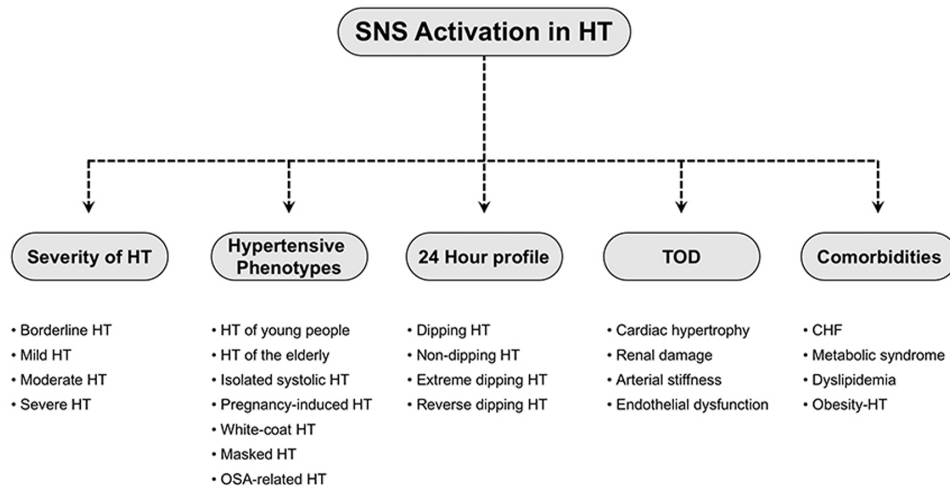 SNS Activation in HT
Severity of HT
Hypertensive
Phenotypes
24 Hour profile
TOD
Comorbidities
• Borderline HT
• Mild HT
• Moderate HT
• Severe HT
• HT of young people
• HT of the elderly
• Isolated systolic HT
• Pregnancy-induced HT
• White-coat HT
• Masked HT
• OSA-related HT
• Dipping HT
• Non-dipping HT
• Extreme dipping HT
• Reverse dipping HT
• Cardiac hypertrophy
• Renal damage
• Arterial stiffness
• Endothelial dysfunction
• CHF
• Metabolic syndrome
• Dyslipidemia
• Obesity-HT